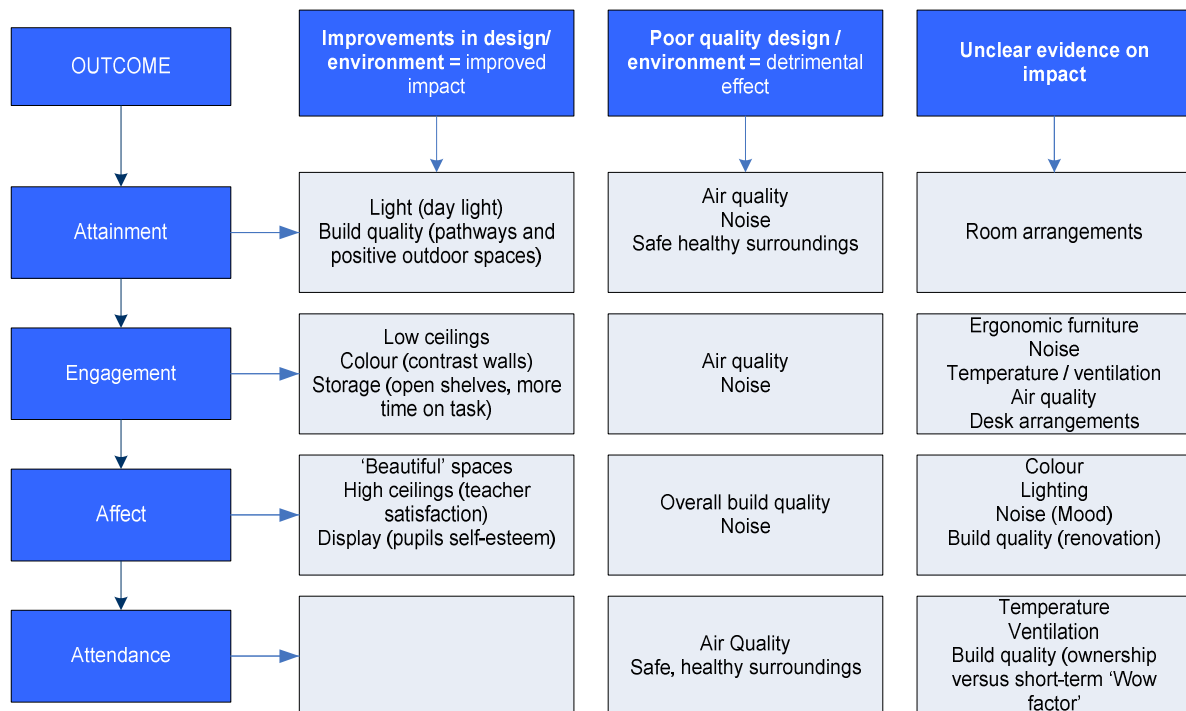 OUTCOME
Improvements in design/
environment = improved
impact
Poor quality design /
environment = detrimental
effect
Unclear evidence on
impact
Attainment
Light (day light)
Build quality (pathways and
positive outdoor spaces)
Air quality
Noise
Safe healthy surroundings
Room arrangements
Engagement
Low ceilings
Colour (contrast walls)
Storage (open shelves, more
time on task)
Air quality
Noise
Ergonomic furniture
Noise
Temperature / ventilation
Air quality
Desk arrangements
Affect
‘Beautiful’ spaces
High ceilings (teacher
satisfaction)
Display (pupils self-esteem)
Overall build quality
Noise
Colour
Lighting
Noise (Mood)
Build quality (renovation)
Attendance
Air Quality
Safe, healthy surroundings
Temperature
Ventilation
Build quality (ownership
versus short-term ‘Wow
factor’